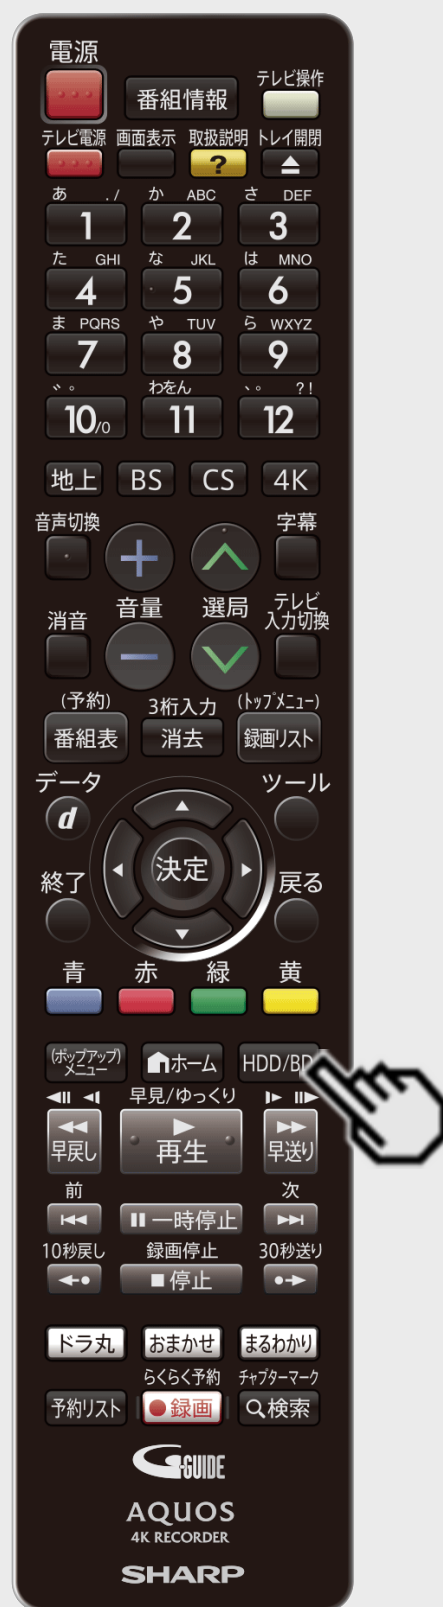 電源
番組情報
テレビ操作
テレビ電源 画面表示 取扱説明 トレイ開閉
?
あ ./ か ABC さ DEF
1 2 3
た GHI な JKL は MNO
4 5 6
ま PQRS や TUV ら WXYZ
7 8 9
゛゜ わをん 、。 ?!
10/0 11 12
地上 BS CS 4K
音声切換 字幕
+
消音 音量 選局 テレビ
入力切換
−
(予約) 3桁入力 (トップメニュー)
番組表 消去 録画リスト
データ ツール
d
決定
終了 戻る
青 赤 緑 黄
(ポップアップ)
メニュー
ホーム HDD/BD
早見/ゆっくり
早戻し 再生 早送り
前 次
一時停止
10秒戻し 録画停止 30秒送り
停止
ドラ丸 おまかせ まるわかり
らくらく予約 チャプターマーク
予約リスト 録画 検索
G-GUIDE
AQUOS
4K RECORDER
SHARP